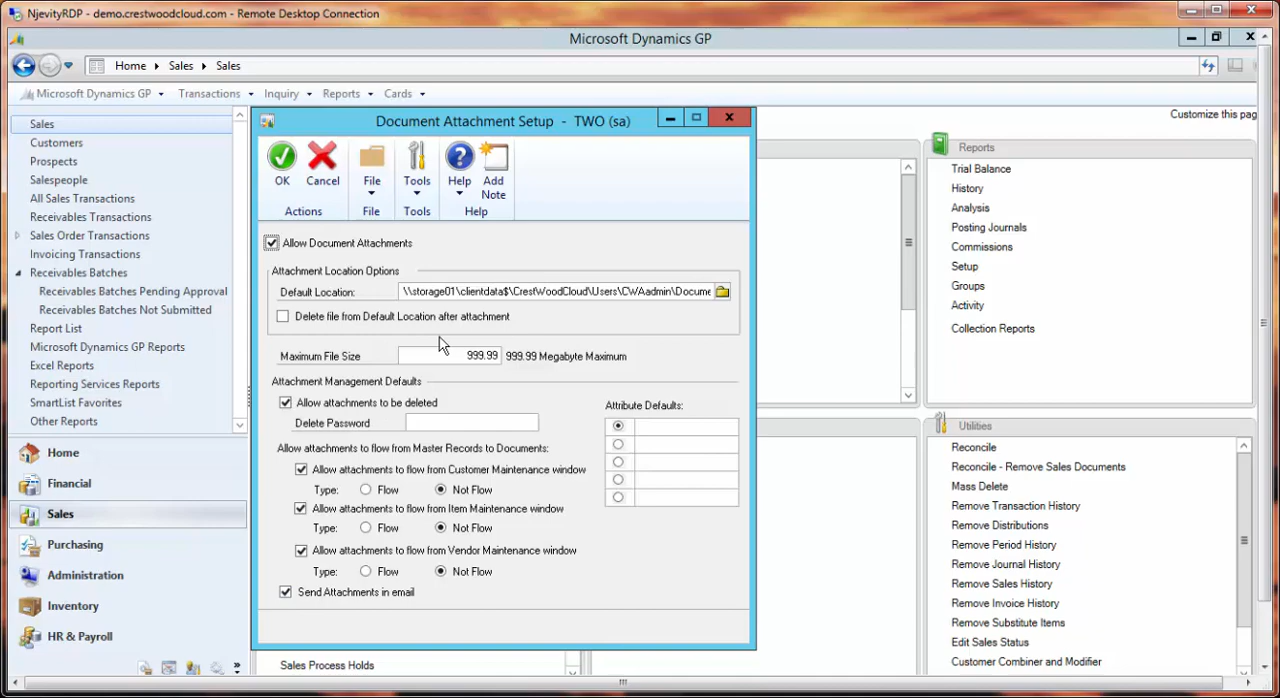 NjevityRDP - demo.crestwoodcloud.com - Remote Desktop Connection
Microsoft Dynamics GP
Home Sales Sales
Microsoft Dynamics GP Transactions Inquiry Reports Cards
Customize this pag
Sales
Customers
Prospects
Salespeople
All Sales Transactions
Receivables Transactions
Sales Order Transactions
Invoicing Transactions
Receivables Batches
Receivables Batches Pending Approval
Receivables Batches Not Submitted
Report List
Microsoft Dynamics GP Reports
Excel Reports
Reporting Services Reports
SmartList Favorites
Other Reports
Home
Financial
Sales
Purchasing
Administration
Inventory
HR & Payroll
Document Attachment Setup - TWO (sa)
OK Cancel File Tools Help Add Note
Actions File Tools Help
Allow Document Attachments
Attachment Location Options
Default Location: \\storage01\clientdata$\CrestWoodCloud\Users\CWAadmin\Docume
Delete file from Default Location after attachment
Maximum File Size 999.99 999.99 Megabyte Maximum
Attachment Management Defaults
Allow attachments to be deleted
Delete Password
Attribute Defaults:
Allow attachments to flow from Master Records to Documents:
Allow attachments to flow from Customer Maintenance window
Type: Flow Not Flow
Allow attachments to flow from Item Maintenance window
Type: Flow Not Flow
Allow attachments to flow from Vendor Maintenance window
Type: Flow Not Flow
Send Attachments in email
Sales Process Holds
Reports
Trial Balance
History
Analysis
Posting Journals
Commissions
Setup
Groups
Activity
Collection Reports
Utilities
Reconcile
Reconcile - Remove Sales Documents
Mass Delete
Remove Transaction History
Remove Distributions
Remove Period History
Remove Journal History
Remove Sales History
Remove Invoice History
Remove Substitute Items
Edit Sales Status
Customer Combiner and Modifier